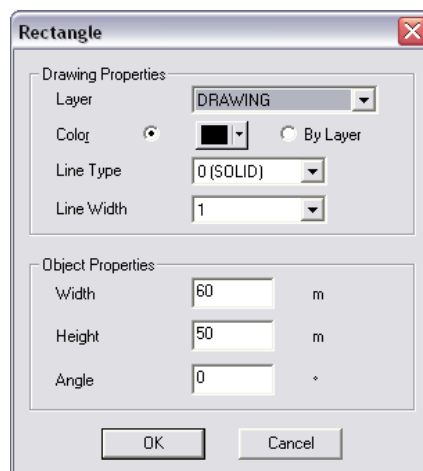 Rectangle
Drawing Properties
Layer DRAWING
Color By Layer
Line Type 0 (SOLID)
Line Width 1
Object Properties
Width 60 m
Height 50 m
Angle 0 °
OK Cancel